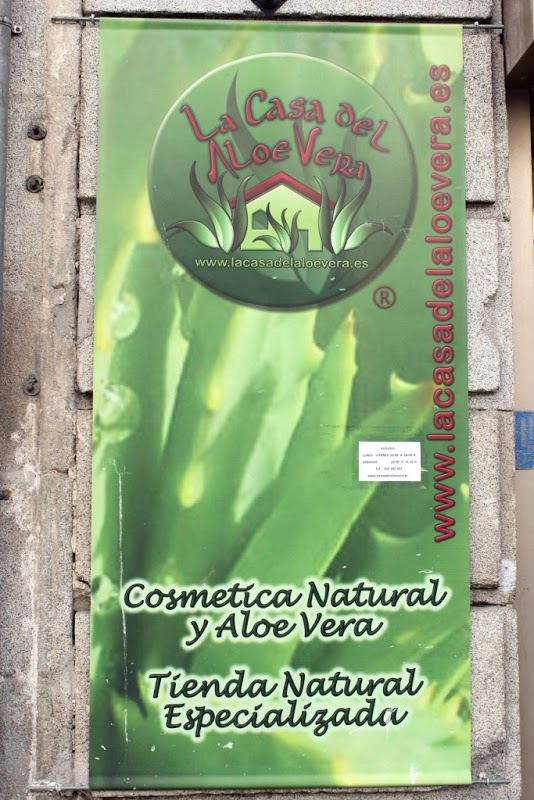 La Casa del
Aloe Vera
www.lacasadelaloevera.es
®
www.lacasadelaloevera.es
Cosmetica Natural
y Aloe Vera
Tienda Natural
Especializada